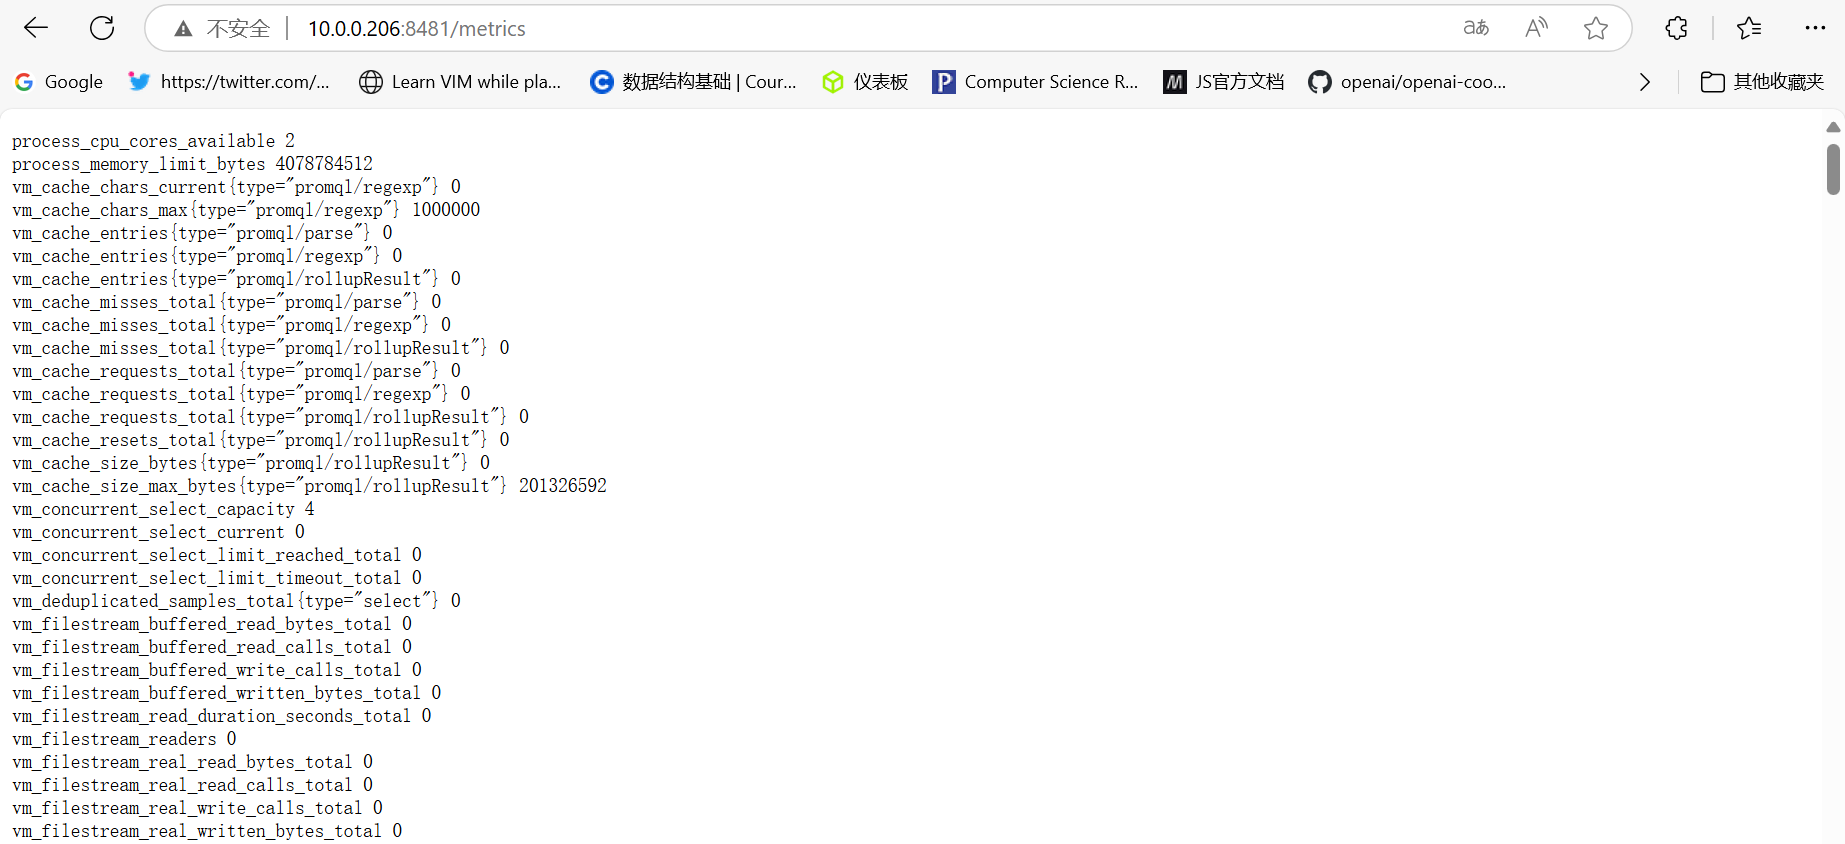 不安全 | 10.0.0.206:8481/metrics aあ A
Google https://twitter.com/... Learn VIM while pla... 数据结构基础 | Cour... 仪表板 Computer Science R... JS官方文档 openai/openai-coo... 其他收藏夹
process_cpu_cores_available 2
process_memory_limit_bytes 4078784512
vm_cache_chars_current{type="promql/regexp"} 0
vm_cache_chars_max{type="promql/regexp"} 1000000
vm_cache_entries{type="promql/parse"} 0
vm_cache_entries{type="promql/regexp"} 0
vm_cache_entries{type="promql/rollupResult"} 0
vm_cache_misses_total{type="promql/parse"} 0
vm_cache_misses_total{type="promql/regexp"} 0
vm_cache_misses_total{type="promql/rollupResult"} 0
vm_cache_requests_total{type="promql/parse"} 0
vm_cache_requests_total{type="promql/regexp"} 0
vm_cache_requests_total{type="promql/rollupResult"} 0
vm_cache_resets_total{type="promql/rollupResult"} 0
vm_cache_size_bytes{type="promql/rollupResult"} 0
vm_cache_size_max_bytes{type="promql/rollupResult"} 201326592
vm_concurrent_select_capacity 4
vm_concurrent_select_current 0
vm_concurrent_select_limit_reached_total 0
vm_concurrent_select_limit_timeout_total 0
vm_deduplicated_samples_total{type="select"} 0
vm_filestream_buffered_read_bytes_total 0
vm_filestream_buffered_read_calls_total 0
vm_filestream_buffered_write_calls_total 0
vm_filestream_buffered_written_bytes_total 0
vm_filestream_read_duration_seconds_total 0
vm_filestream_readers 0
vm_filestream_real_read_bytes_total 0
vm_filestream_real_read_calls_total 0
vm_filestream_real_write_calls_total 0
vm_filestream_real_written_bytes_total 0